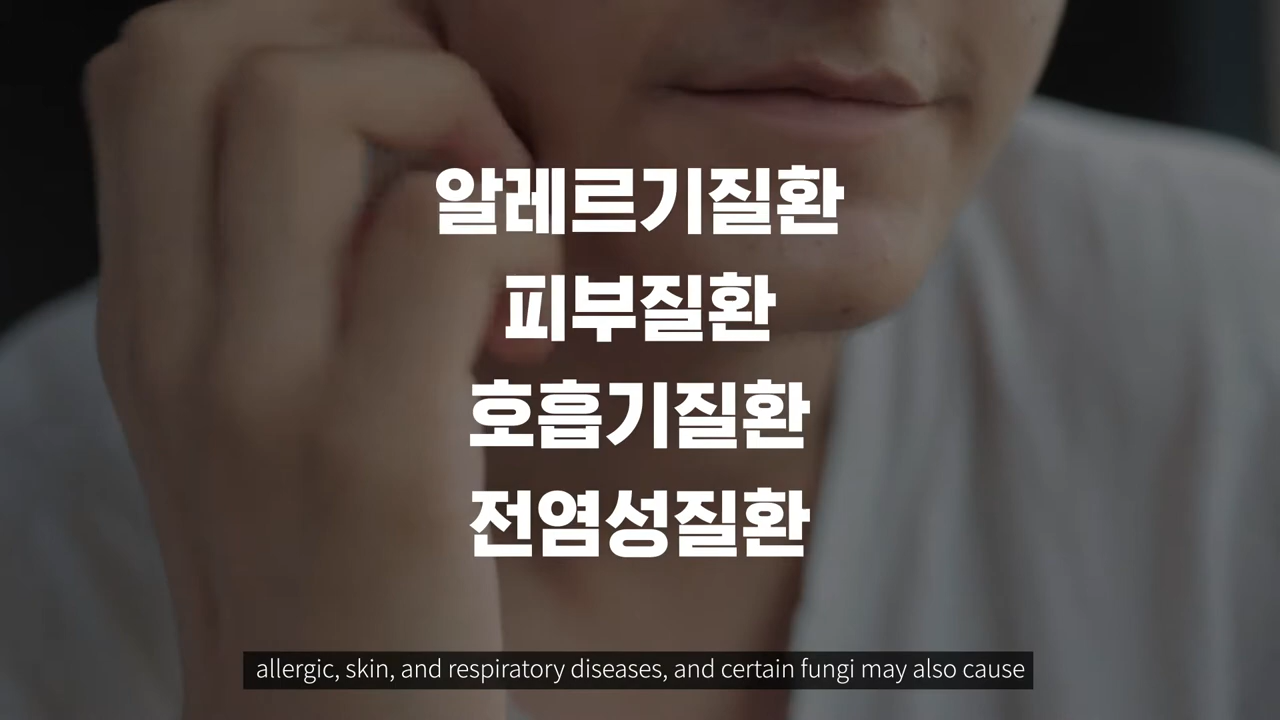 알레르기질환
피부질환
호흡기질환
전염성질환
allergic, skin, and respiratory diseases, and certain fungi may also cause